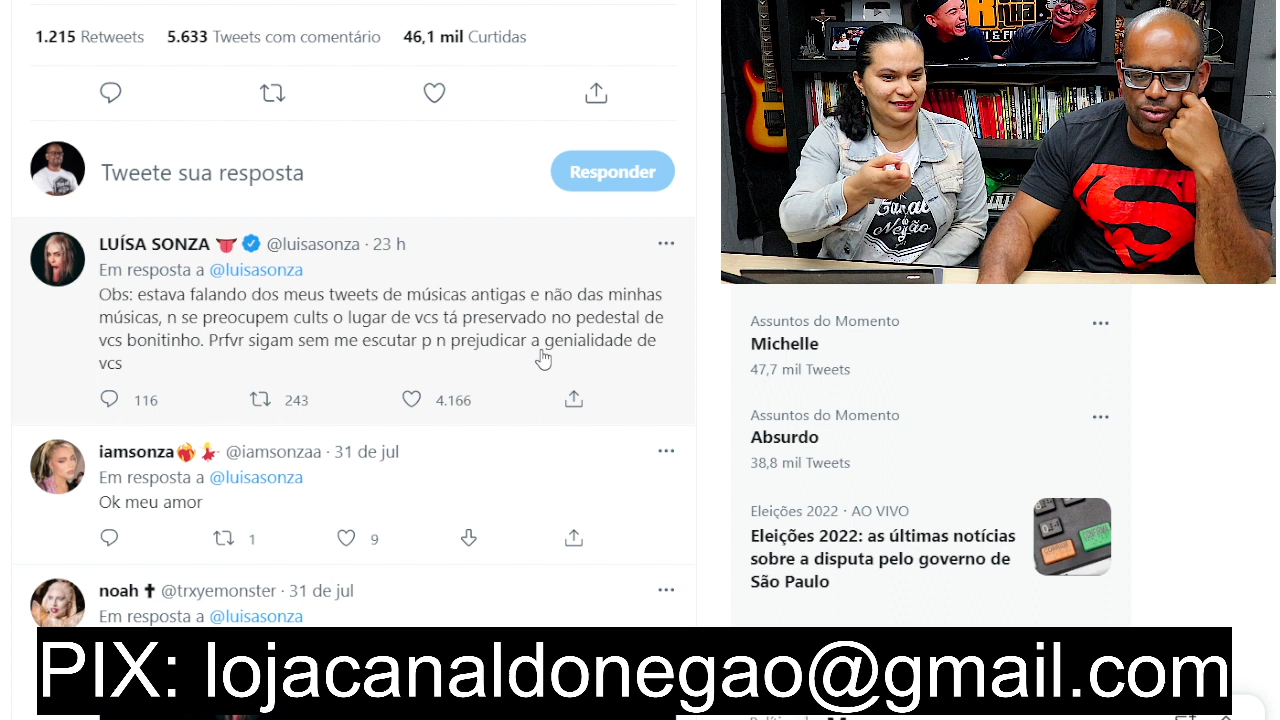 1.215 Retweets 5.633 Tweets com comentário 46,1 mil Curtidas
Tweete sua resposta
Responder
LUÍSA SONZA 👅 @luisasonza · 23 h
Em resposta a @luisasonza
Obs: estava falando dos meus tweets de músicas antigas e não das minhas
músicas, n se preocupem cults o lugar de vcs tá preservado no pedestal de
vcs bonitinho. Prfvr sigam sem me escutar p n prejudicar a genialidade de
vcs
116 243 4.166
iamsonza❤️‍🔥💃 @iamsonzaa · 31 de jul
Em resposta a @luisasonza
Ok meu amor
1 9
noah ✝ @trxyemonster · 31 de jul
Em resposta a @luisasonza
Canal
do
Negão
Assuntos do Momento
Michelle
47,7 mil Tweets
Assuntos do Momento
Absurdo
38,8 mil Tweets
Eleições 2022 · AO VIVO
Eleições 2022: as últimas notícias
sobre a disputa pelo governo de
São Paulo
PIX: lojacanaldonegao@gmail.com